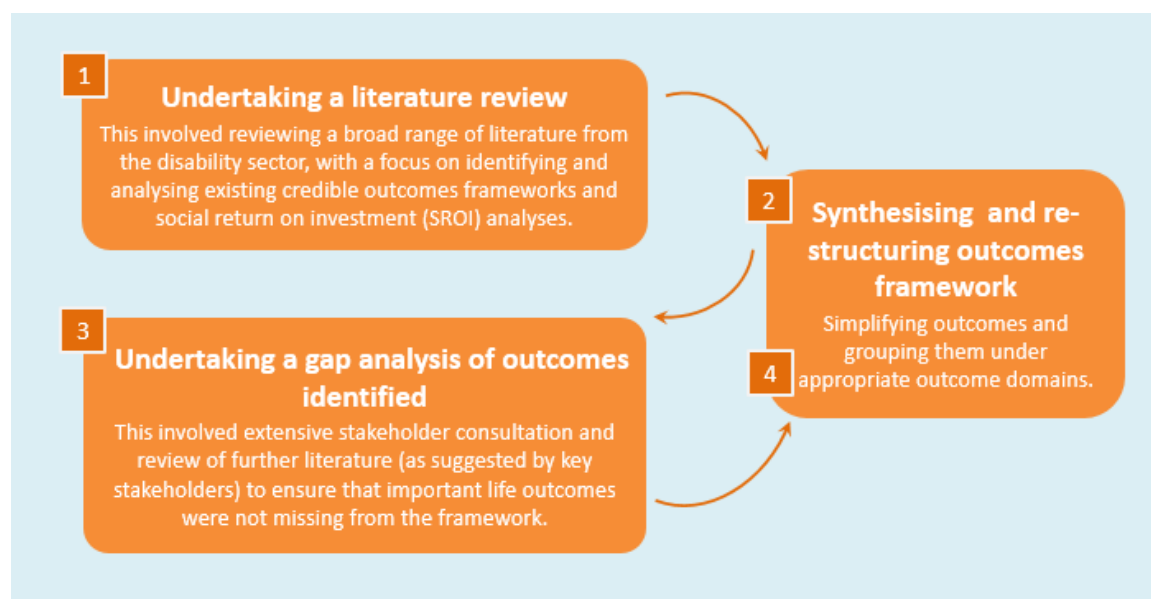 1
Undertaking a literature review
This involved reviewing a broad range of literature from
the disability sector, with a focus on identifying and
analysing existing credible outcomes frameworks and
social return on investment (SROI) analyses.
2
Synthesising and re-
structuring outcomes
framework
Simplifying outcomes and
grouping them under
appropriate outcome domains.
3
Undertaking a gap analysis of outcomes
identified
This involved extensive stakeholder consultation and
review of further literature (as suggested by key
stakeholders) to ensure that important life outcomes
were not missing from the framework.
4